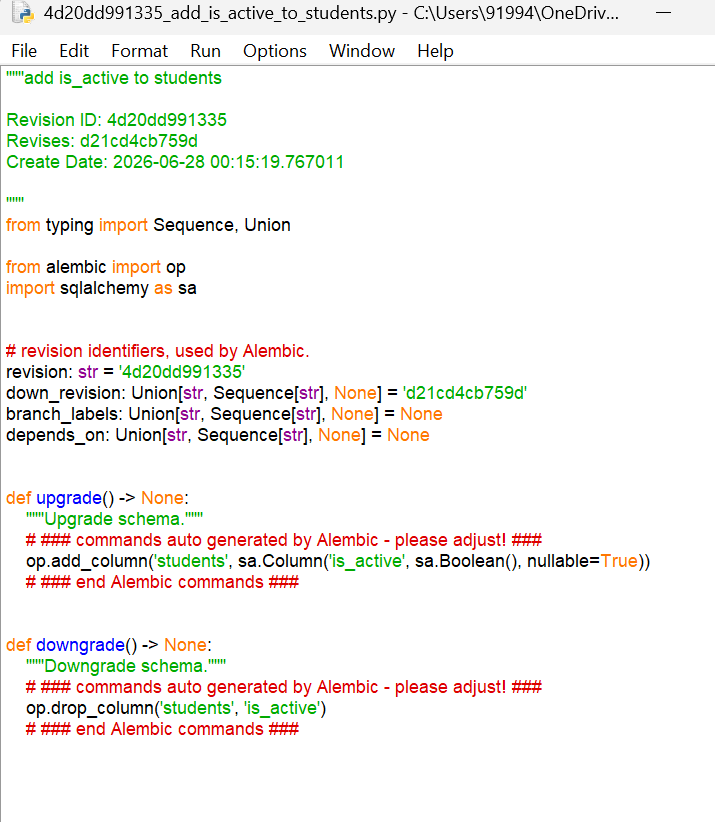 4d20dd991335_add_is_active_to_students.py - C:\Users\91994\OneDriv...
File Edit Format Run Options Window Help
"""add is_active to students

Revision ID: 4d20dd991335
Revises: d21cd4cb759d
Create Date: 2026-06-28 00:15:19.767011

"""
from typing import Sequence, Union

from alembic import op
import sqlalchemy as sa


# revision identifiers, used by Alembic.
revision: str = '4d20dd991335'
down_revision: Union[str, Sequence[str], None] = 'd21cd4cb759d'
branch_labels: Union[str, Sequence[str], None] = None
depends_on: Union[str, Sequence[str], None] = None


def upgrade() -> None:
    """Upgrade schema."""
    # ### commands auto generated by Alembic - please adjust! ###
    op.add_column('students', sa.Column('is_active', sa.Boolean(), nullable=True))
    # ### end Alembic commands ###


def downgrade() -> None:
    """Downgrade schema."""
    # ### commands auto generated by Alembic - please adjust! ###
    op.drop_column('students', 'is_active')
    # ### end Alembic commands ###